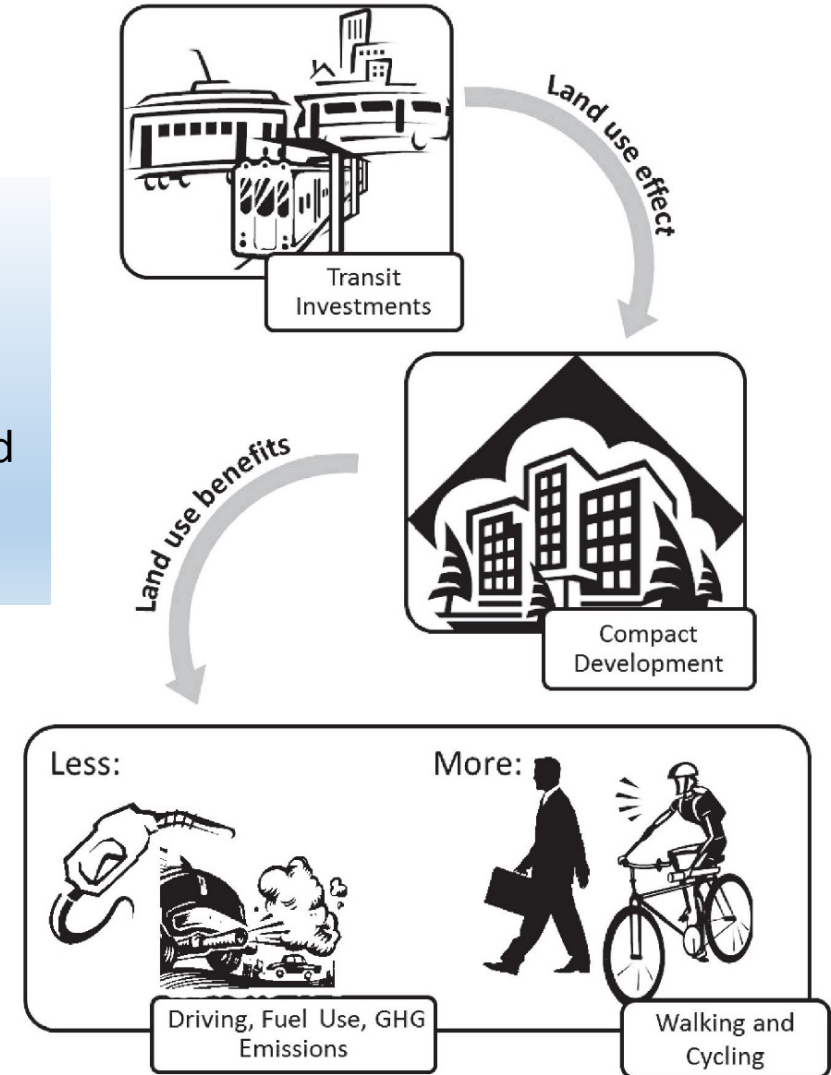 Land use effect
Transit
Investments
d
Land use benefits
Compact
Development
Less:
More:
Driving, Fuel Use, GHG
Emissions
Walking and
Cycling